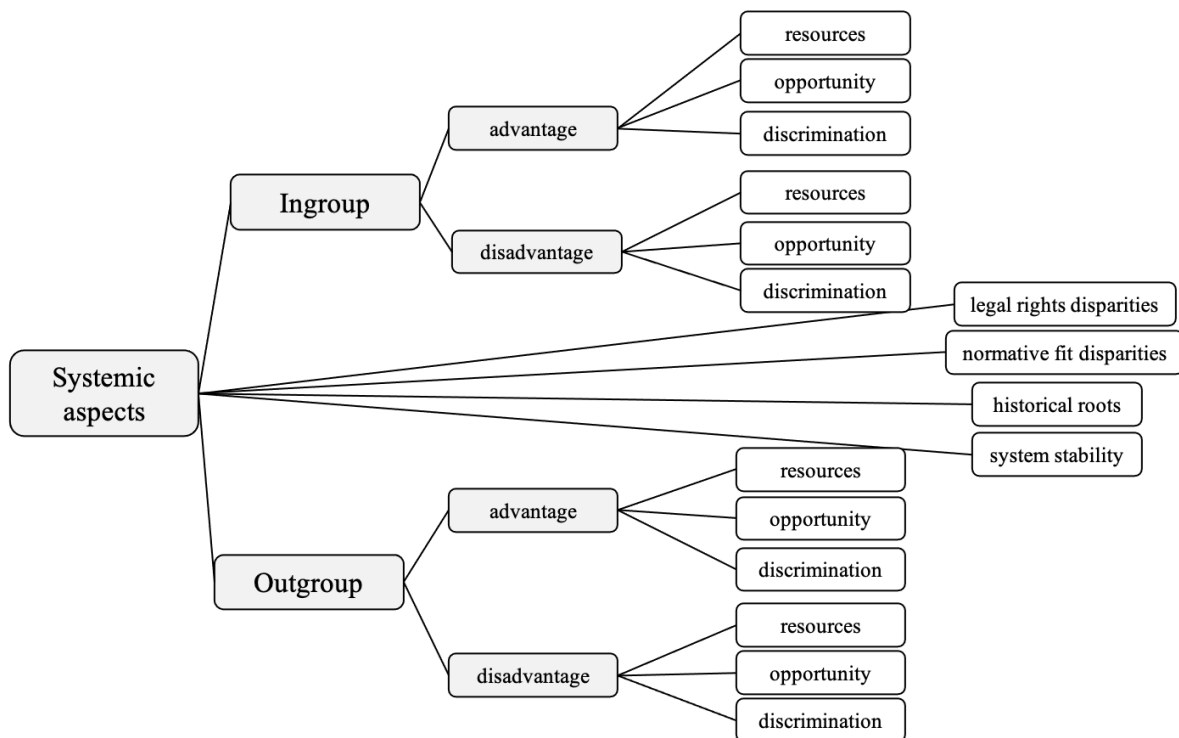 resources
opportunity
advantage
discrimination
Ingroup
resources
opportunity
disadvantage
discrimination
legal rights disparities
normative fit disparities
Systemic
aspects
historical roots
system stability
resources
advantage
opportunity
discrimination
Outgroup
resources
disadvantage
opportunity
discrimination